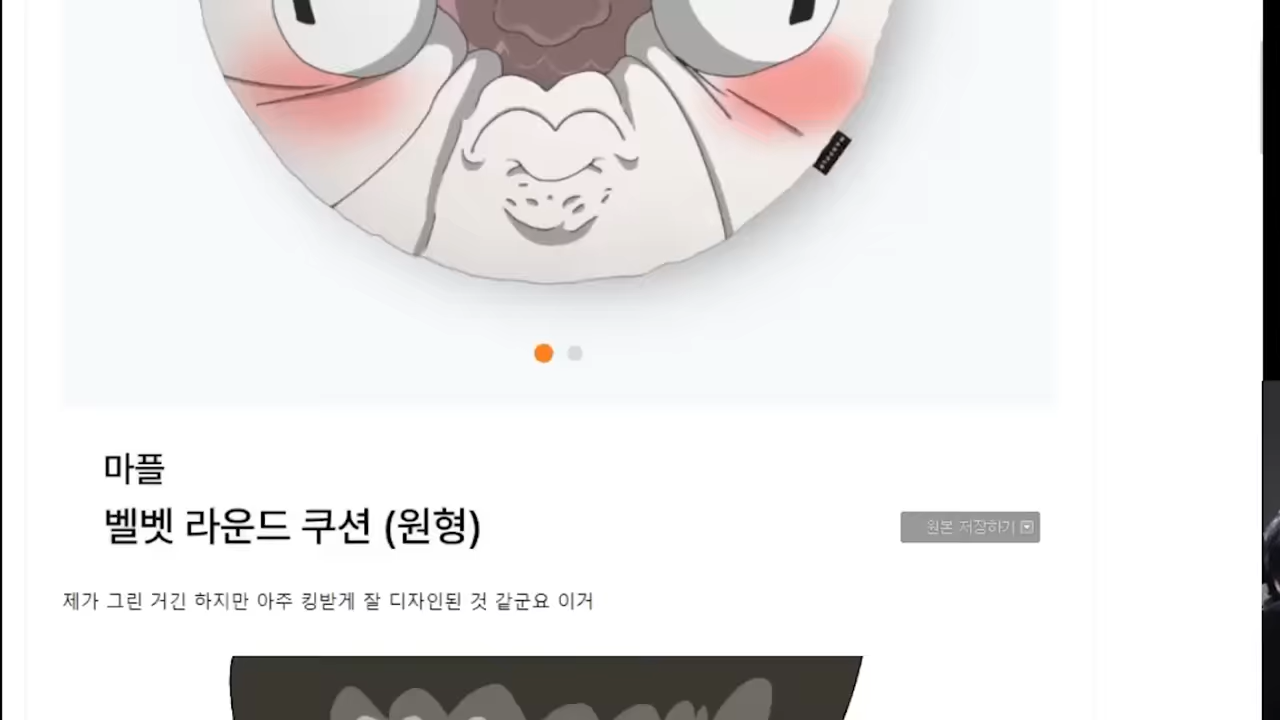 마플
벨벳 라운드 쿠션 (원형)
원본 저장하기
제가 그린 거긴 하지만 아주 킹받게 잘 디자인된 것 같군요 이거